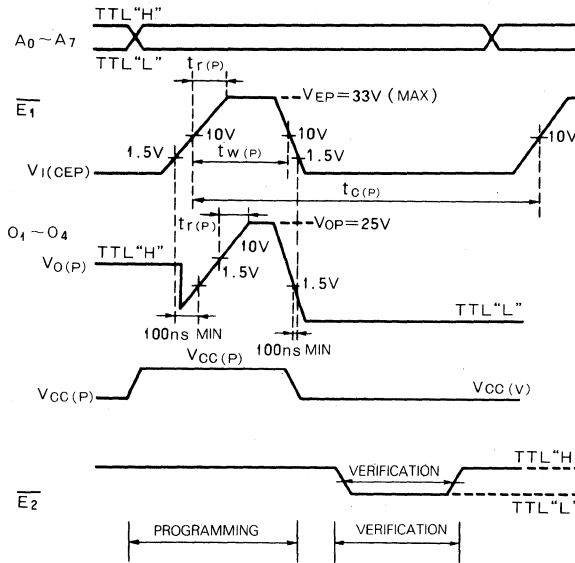 TTL“H”
A0~A7
TTL“L”
tr(P)
VEP=33V (MAX)
E1
10V
10V
1.5V
tw(P)
1.5V
VI(CEP)
tC(P)
O1~O4
tr(P)
VOP=25V
TTL“H”
10V
VO(P)
1.5V
1.5V
TTL“L”
100ns MIN
100ns MIN
VCC(P)
VCC(P)
VCC(V)
TTL“H
VERIFICATION
E2
TTL“L”
PROGRAMMING
VERIFICATION